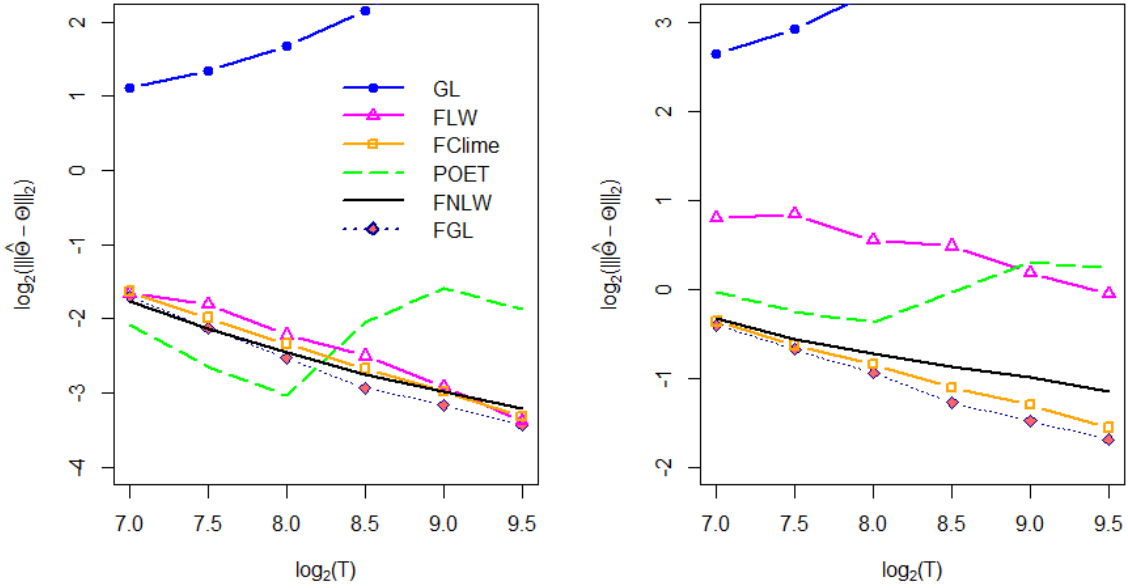 log₂(|||Θ̂ − Θ|||₂)
2
1
0
-1
-2
-3
-4
GL
FLW
FClime
POET
FNLW
FGL
7.0 7.5 8.0 8.5 9.0 9.5
log₂(T)
log₂(|||Θ̂ − Θ|||₂)
3
2
1
0
-1
-2
7.0 7.5 8.0 8.5 9.0 9.5
log₂(T)